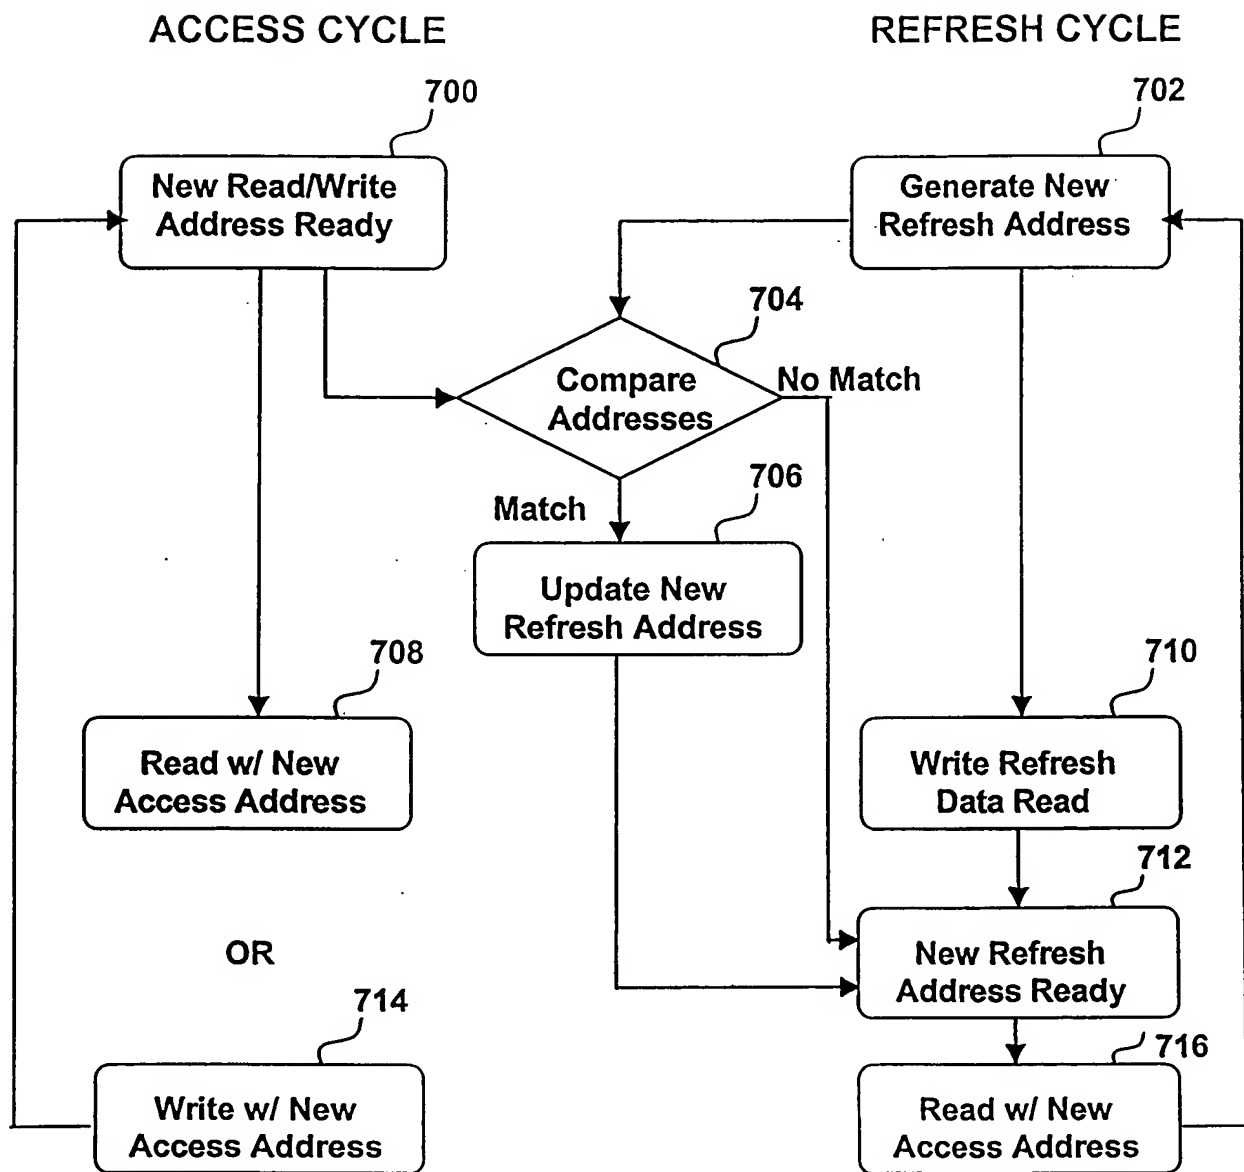 ACCESS CYCLE
REFRESH CYCLE
700
702
New Read/Write
Address Ready
Generate New
Refresh Address
704
Compare
Addresses
No Match
Match
706
Update New
Refresh Address
708
710
Read w/ New
Access Address
Write Refresh
Data Read
712
New Refresh
Address Ready
OR
714
716
Write w/ New
Access Address
Read w/ New
Access Address